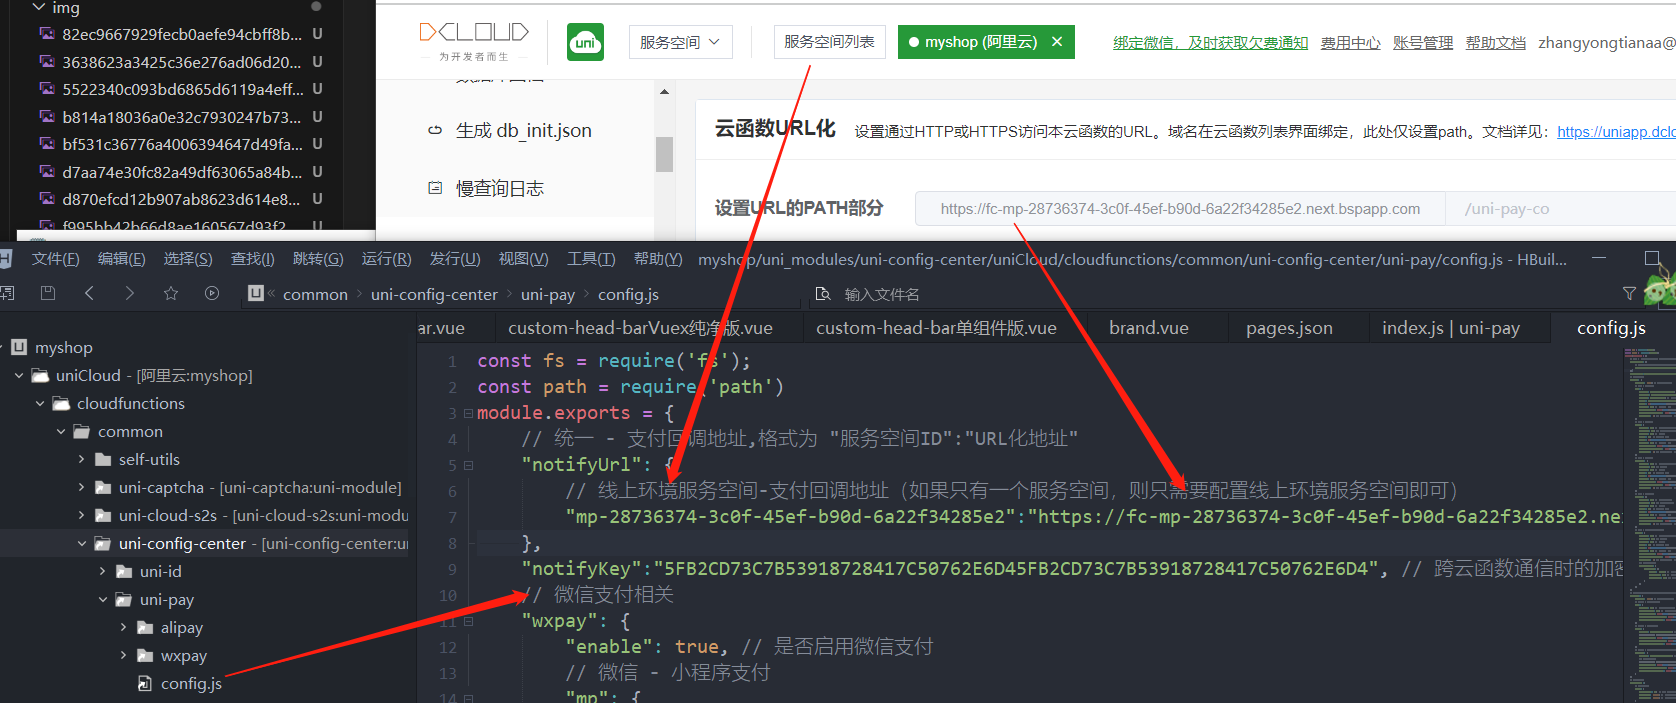 img
82ec9667929fecb0aefe94cbff8b... U
3638623a3425c36e276ad06d20... U
5522340c093bd6865d6119a4eff... U
b814a18036a0e32c7930247b73... U
bf531c36776a4006394647d49fa... U
d7aa74e30fc82a49df63065a84b... U
d870efcd12b907ab8623d614e8... U
f995bb42b66d8ae160567d93f2... U
DCLOUD
为开发者而生
uni
服务空间
服务空间列表
myshop (阿里云) ×
绑定微信，及时获取欠费通知 费用中心 账号管理 帮助文档 zhangyongtianaa@
生成 db_init.json
慢查询日志
云函数URL化 设置通过HTTP或HTTPS访问本云函数的URL。域名在云函数列表界面绑定，此处仅设置path。文档详见： https://uniapp.dclo
设置URL的PATH部分 https://fc-mp-28736374-3c0f-45ef-b90d-6a22f34285e2.next.bspapp.com /uni-pay-co
文件(F) 编辑(E) 选择(S) 查找(I) 跳转(G) 运行(R) 发行(U) 视图(V) 工具(T) 帮助(Y) myshop/uni_modules/uni-config-center/uniCloud/cloudfunctions/common/uni-config-center/uni-pay/config.js - HBuil...
common > uni-config-center > uni-pay > config.js 输入文件名
ar.vue custom-head-barVuex纯净版.vue custom-head-bar单组件版.vue brand.vue pages.json index.js | uni-pay config.js
myshop
uniCloud - [阿里云:myshop]
cloudfunctions
common
self-utils
uni-captcha - [uni-captcha:uni-module]
uni-cloud-s2s - [uni-cloud-s2s:uni-modu
uni-config-center - [uni-config-center:u
uni-id
uni-pay
alipay
wxpay
config.js
1 const fs = require('fs');
2 const path = require('path')
3 module.exports = {
4 // 统一 - 支付回调地址,格式为 "服务空间ID":"URL化地址"
5 "notifyUrl": {
6 // 线上环境服务空间-支付回调地址（如果只有一个服务空间，则只需要配置线上环境服务空间即可）
7 "mp-28736374-3c0f-45ef-b90d-6a22f34285e2":"https://fc-mp-28736374-3c0f-45ef-b90d-6a22f34285e2.ne
8 },
9 "notifyKey":"5FB2CD73C7B53918728417C50762E6D45FB2CD73C7B53918728417C50762E6D4", // 跨云函数通信时的加密
10 // 微信支付相关
11 "wxpay": {
12 "enable": true, // 是否启用微信支付
13 // 微信 - 小程序支付
14 "mp": {